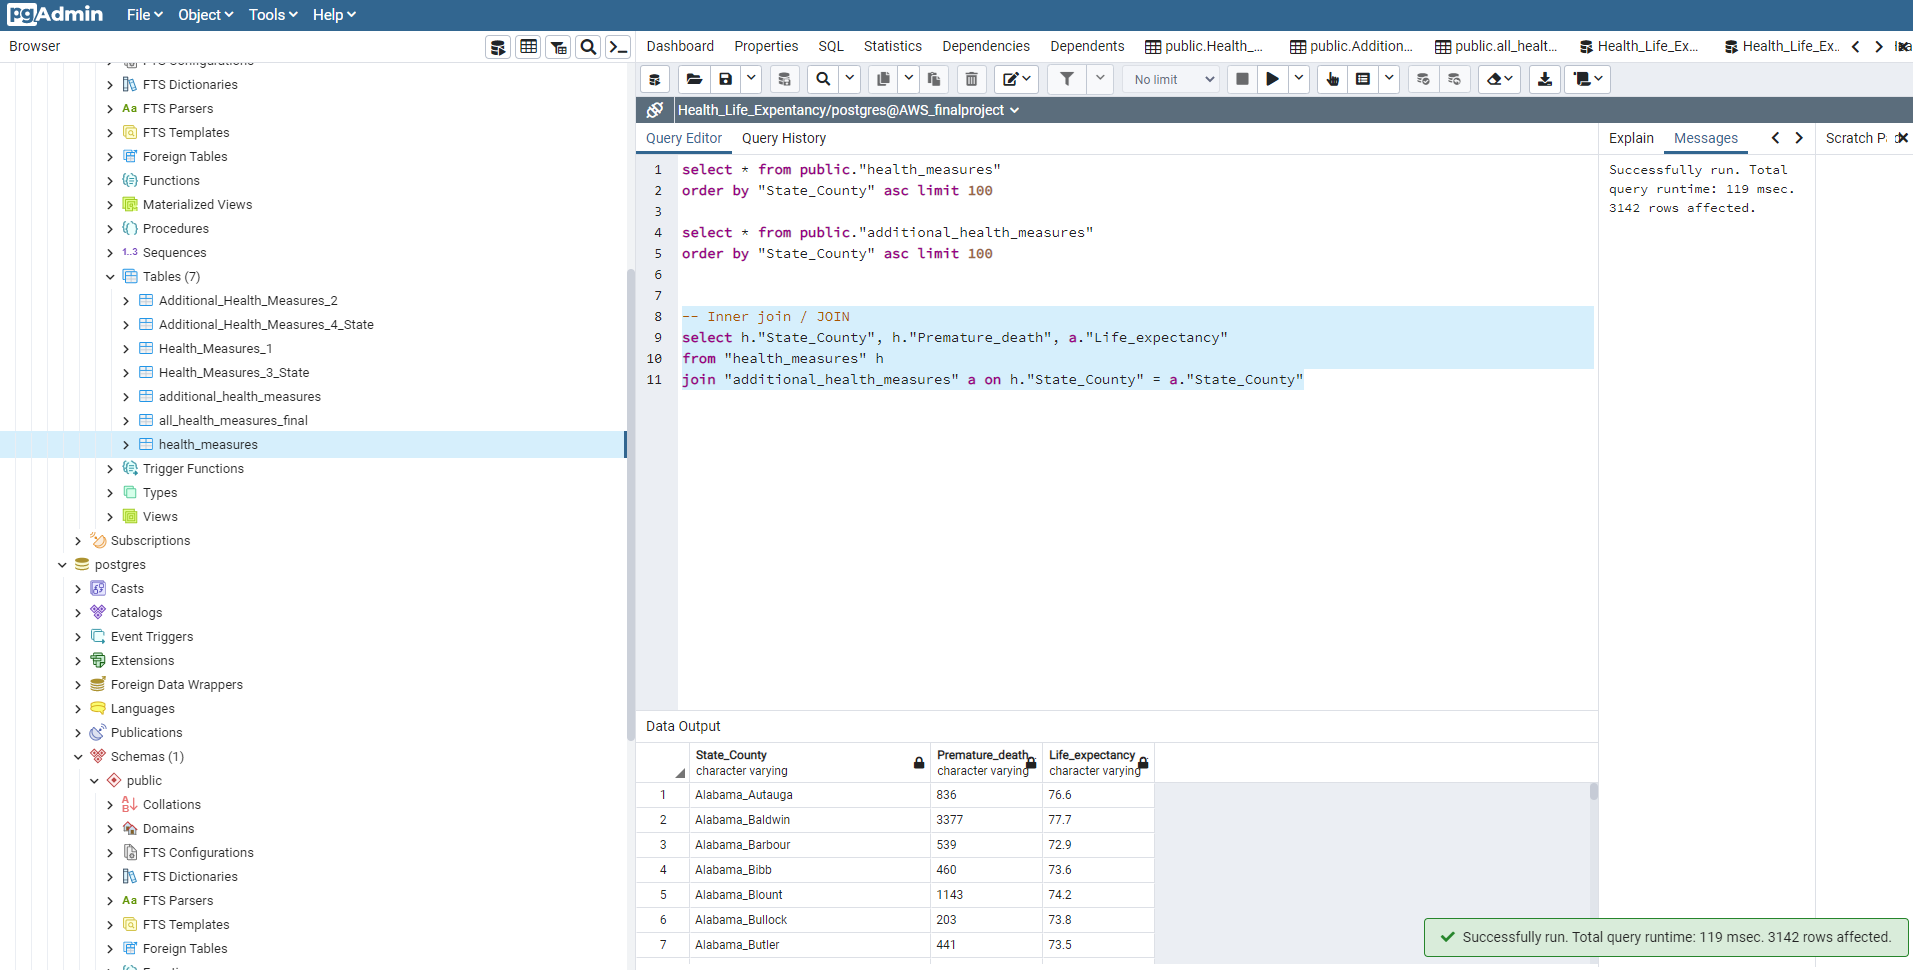 pgAdmin File Object Tools Help
Browser
Dashboard Properties SQL Statistics Dependencies Dependents public.Health_... public.Addition... public.all_healt... Health_Life_Ex... Health_Life_Ex..
FTS Configurations
FTS Dictionaries
Aa FTS Parsers
FTS Templates
Foreign Tables
Functions
Materialized Views
Procedures
1..3 Sequences
Tables (7)
Additional_Health_Measures_2
Additional_Health_Measures_4_State
Health_Measures_1
Health_Measures_3_State
additional_health_measures
all_health_measures_final
health_measures
Trigger Functions
Types
Views
Subscriptions
postgres
Casts
Catalogs
Event Triggers
Extensions
Foreign Data Wrappers
Languages
Publications
Schemas (1)
public
Collations
Domains
FTS Configurations
FTS Dictionaries
Aa FTS Parsers
FTS Templates
Foreign Tables
No limit
Health_Life_Expentancy/postgres@AWS_finalproject
Query Editor Query History
1 select * from public."health_measures"
2 order by "State_County" asc limit 100
3
4 select * from public."additional_health_measures"
5 order by "State_County" asc limit 100
6
7
8 -- Inner join / JOIN
9 select h."State_County", h."Premature_death", a."Life_expectancy"
10 from "health_measures" h
11 join "additional_health_measures" a on h."State_County" = a."State_County"
Explain Messages
Scratch P
Successfully run. Total
query runtime: 119 msec.
3142 rows affected.
Data Output
State_County Premature_death Life_expectancy
character varying character varying character varying
1 Alabama_Autauga 836 76.6
2 Alabama_Baldwin 3377 77.7
3 Alabama_Barbour 539 72.9
4 Alabama_Bibb 460 73.6
5 Alabama_Blount 1143 74.2
6 Alabama_Bullock 203 73.8
7 Alabama_Butler 441 73.5
Successfully run. Total query runtime: 119 msec. 3142 rows affected.